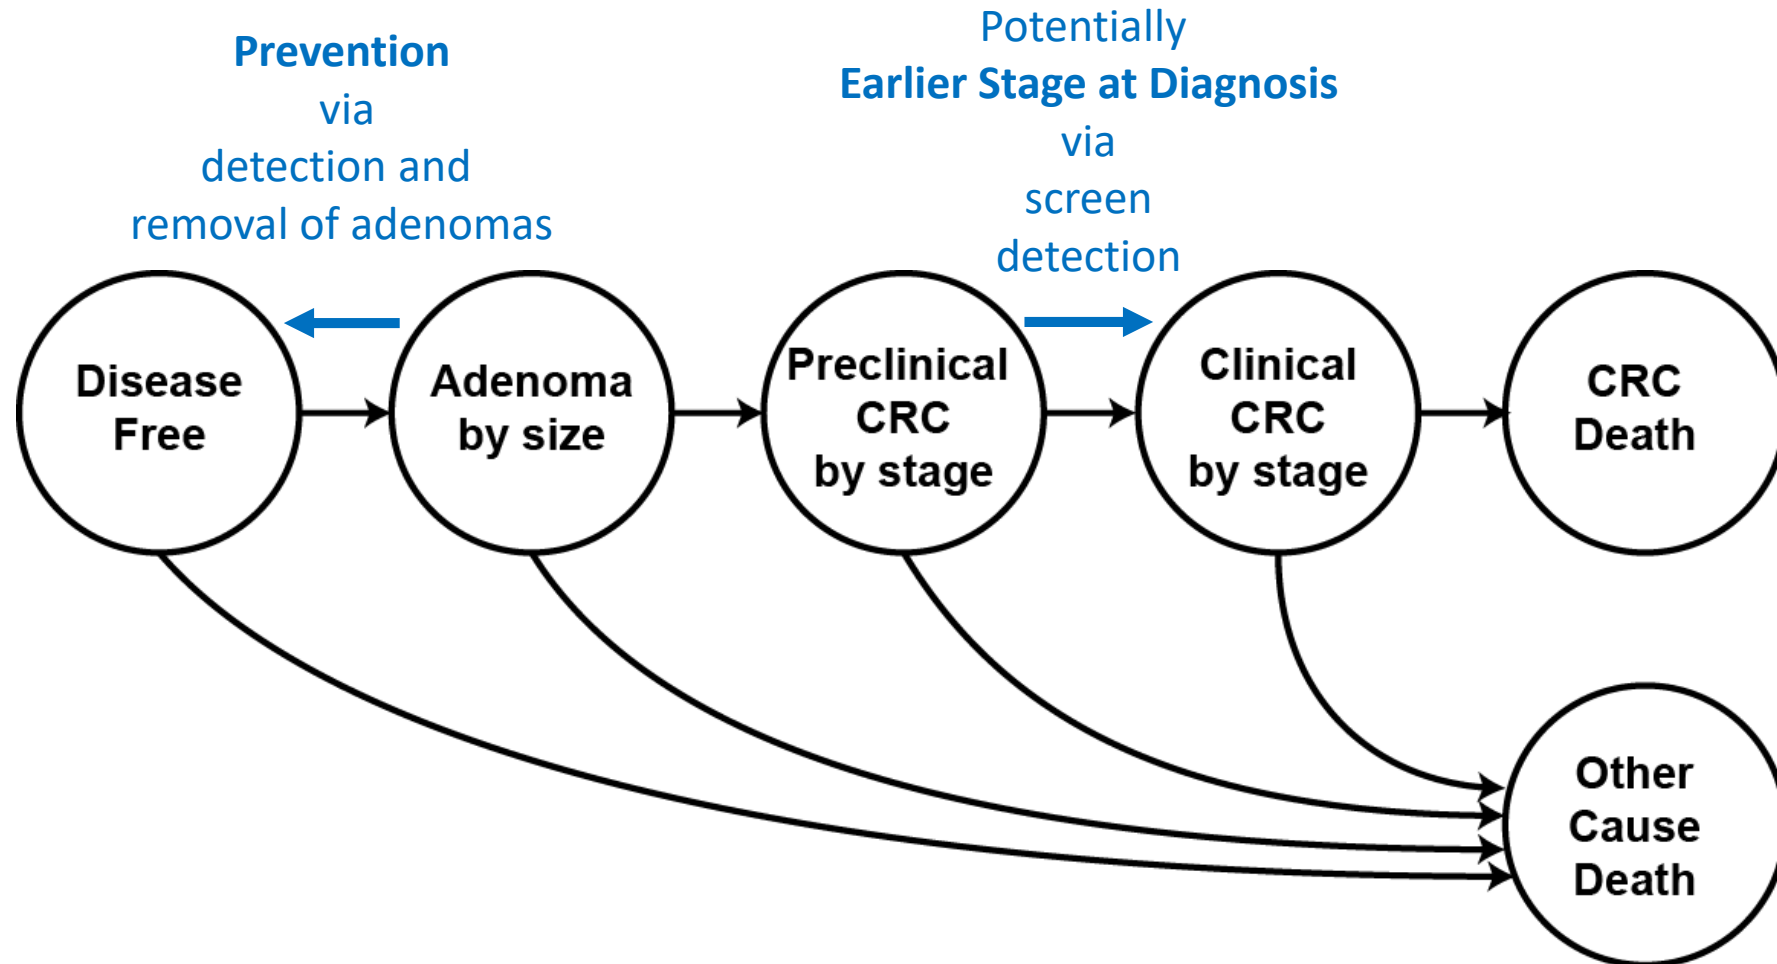 Prevention
via
detection and
removal of adenomas
Potentially
Earlier Stage at Diagnosis
via
screen
detection
Disease
Free
Adenoma
by size
Preclinical
CRC
by stage
Clinical
CRC
by stage
CRC
Death
Other
Cause
Death